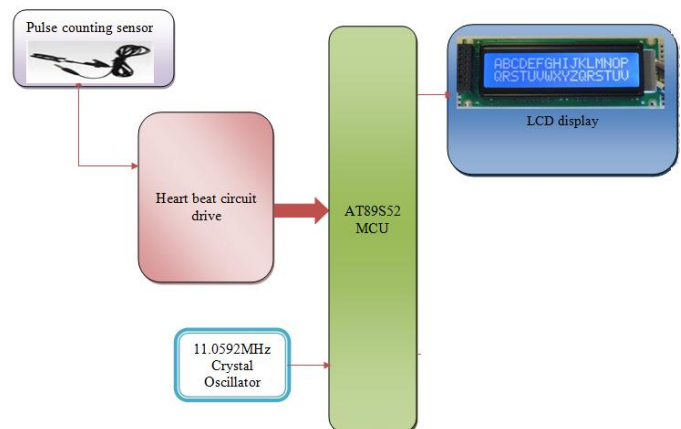 Pulse counting sensor
ABCDEFGHIJKLMNOP
QRSTUVWXYZQRSTUV
LCD display
Heart beat circuit
drive
AT89S52
MCU
11.0592MHz
Crystal
Oscillator